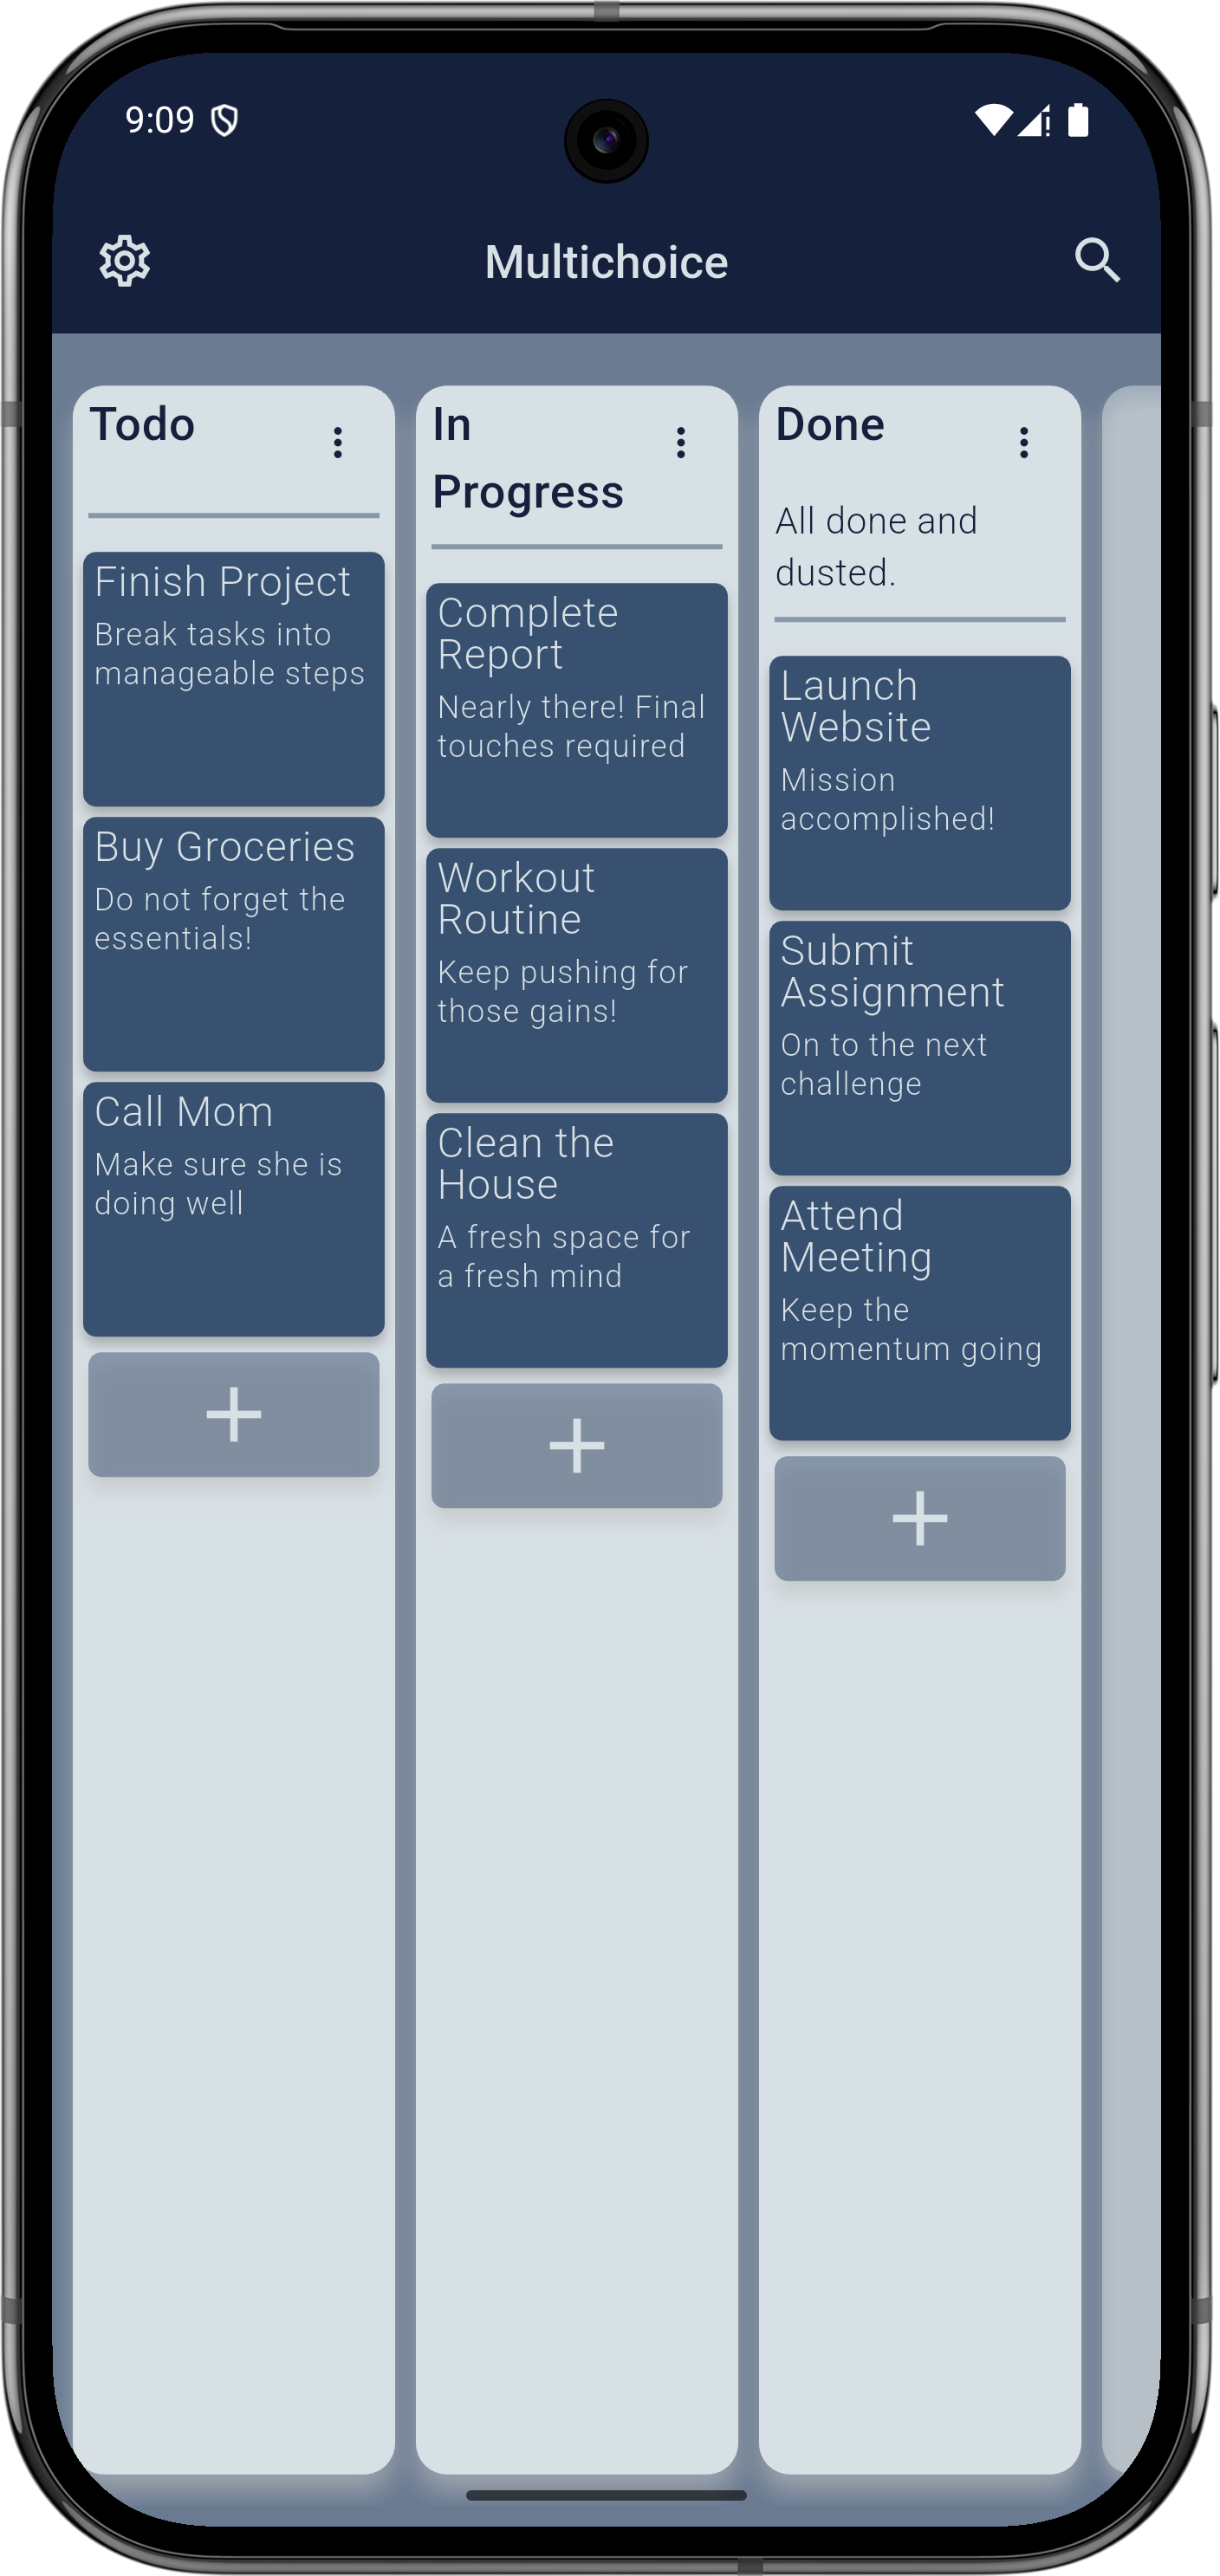 9:09
Multichoice
Todo
Finish Project
Break tasks into
manageable steps
Buy Groceries
Do not forget the
essentials!
Call Mom
Make sure she is
doing well
In
Progress
Complete
Report
Nearly there! Final
touches required
Workout
Routine
Keep pushing for
those gains!
Clean the
House
A fresh space for
a fresh mind
Done
All done and
dusted.
Launch
Website
Mission
accomplished!
Submit
Assignment
On to the next
challenge
Attend
Meeting
Keep the
momentum going